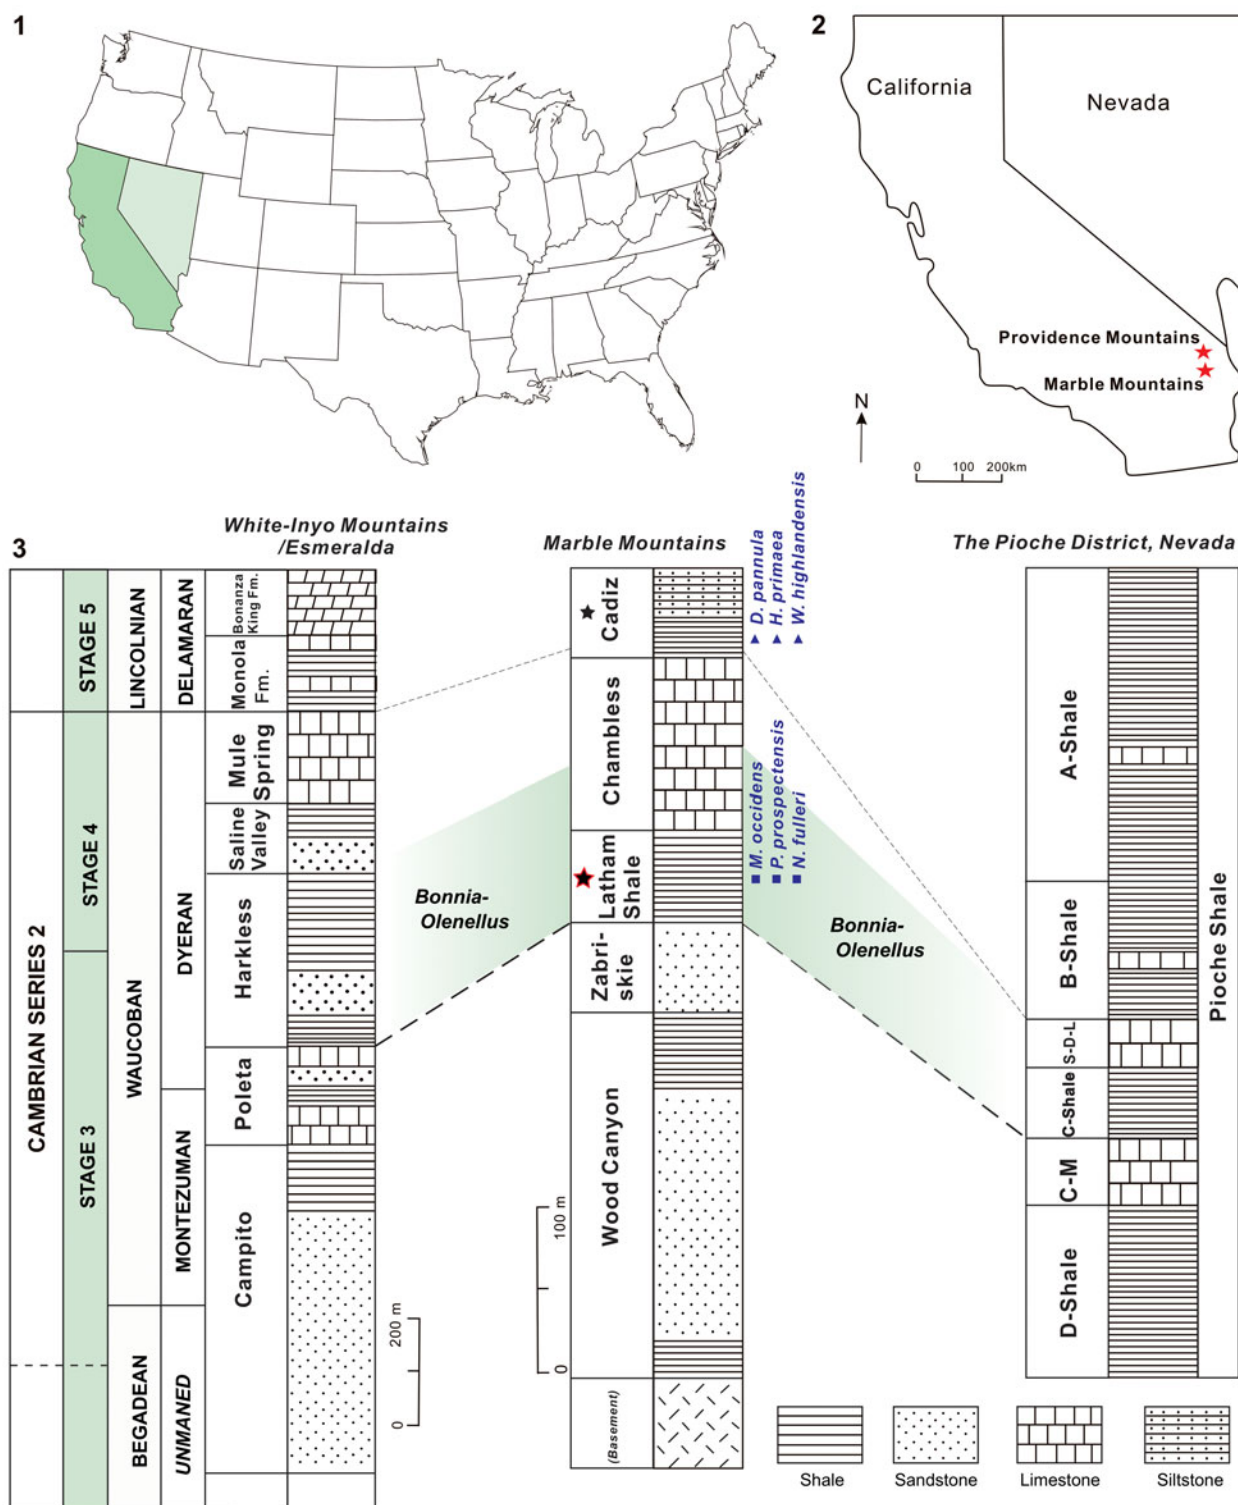 1
2
California
Nevada
Providence Mountains
Marble Mountains
N
0 100 200km
3
White-Inyo Mountains
/Esmeralda
Marble Mountains
The Pioche District, Nevada
CAMBRIAN SERIES 2
STAGE 5
STAGE 4
STAGE 3
LINCOLNIAN
WAUCOBAN
BEGADEAN
DELAMARAN
DYERAN
MONTEZUMAN
UNMANED
Bonanza
King Fm.
Monola
Fm.
Mule
Spring
Saline
Valley
Harkless
Poleta
Campito
200 m
0
Bonnia-
Olenellus
Cadiz
Chambless
Latham
Shale
Zabri-
skie
Wood Canyon
(Basement)
100 m
0
D. pannula
H. primaea
W. highlandensis
M. occidens
P. prospectensis
N. fulleri
Bonnia-
Olenellus
A-Shale
B-Shale
S-D-L
C-Shale
C-M
D-Shale
Pioche Shale
Shale
Sandstone
Limestone
Siltstone